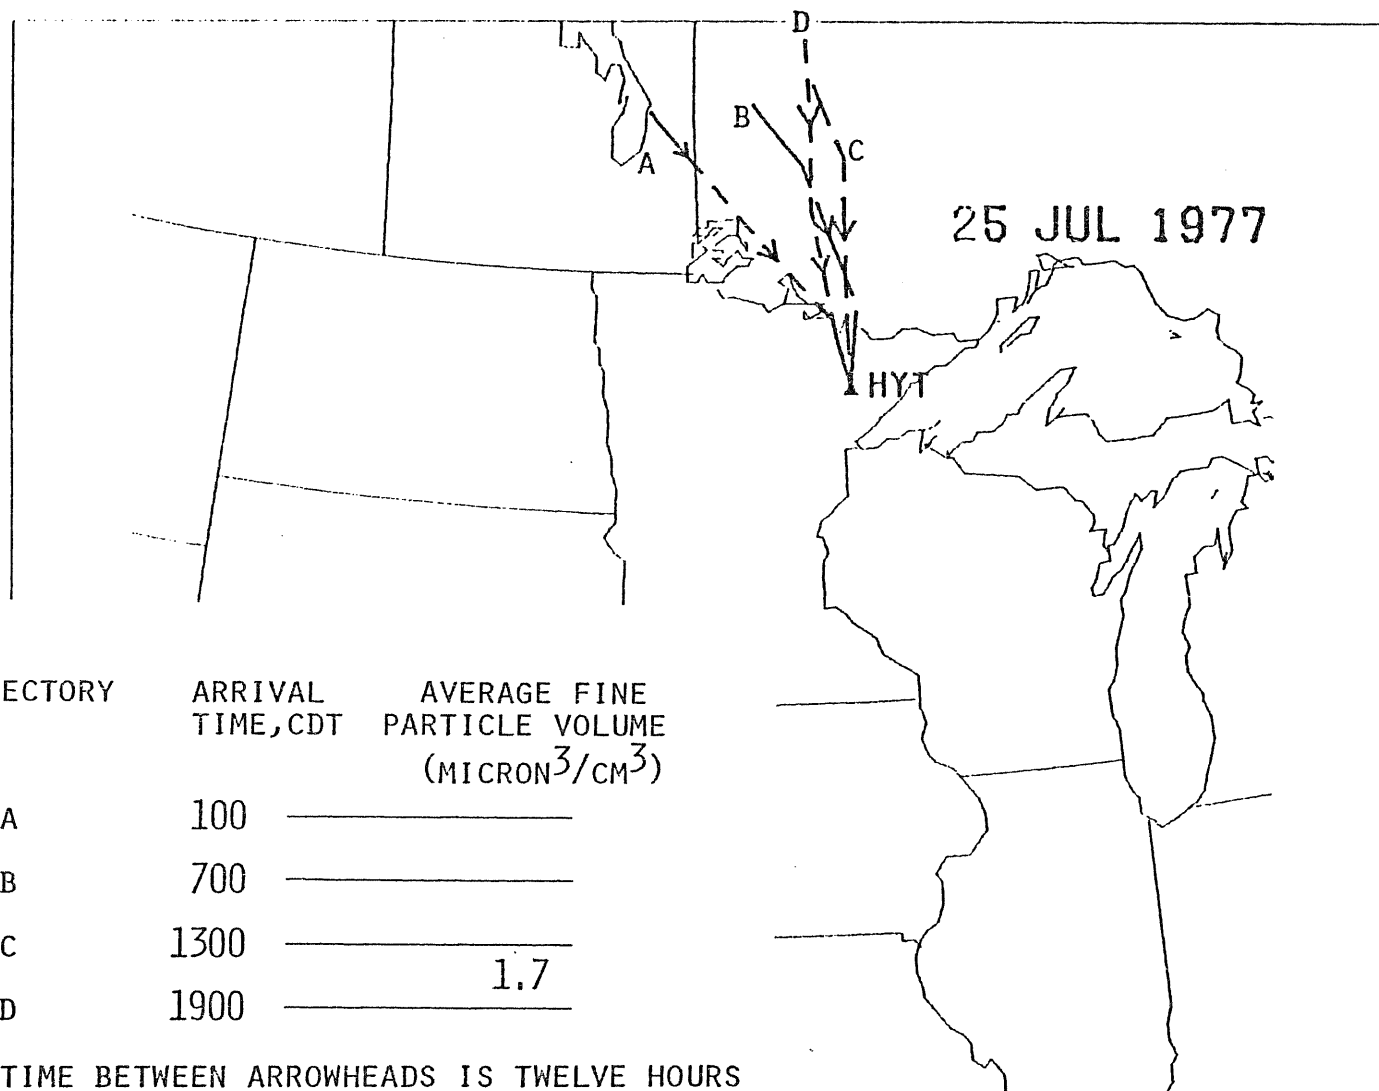 D
B
C
A
25 JUL 1977
HYT
ECTORY ARRIVAL AVERAGE FINE
TIME,CDT PARTICLE VOLUME
(MICRON³/CM³)
A 100
B 700
C 1300
1.7
D 1900
TIME BETWEEN ARROWHEADS IS TWELVE HOURS